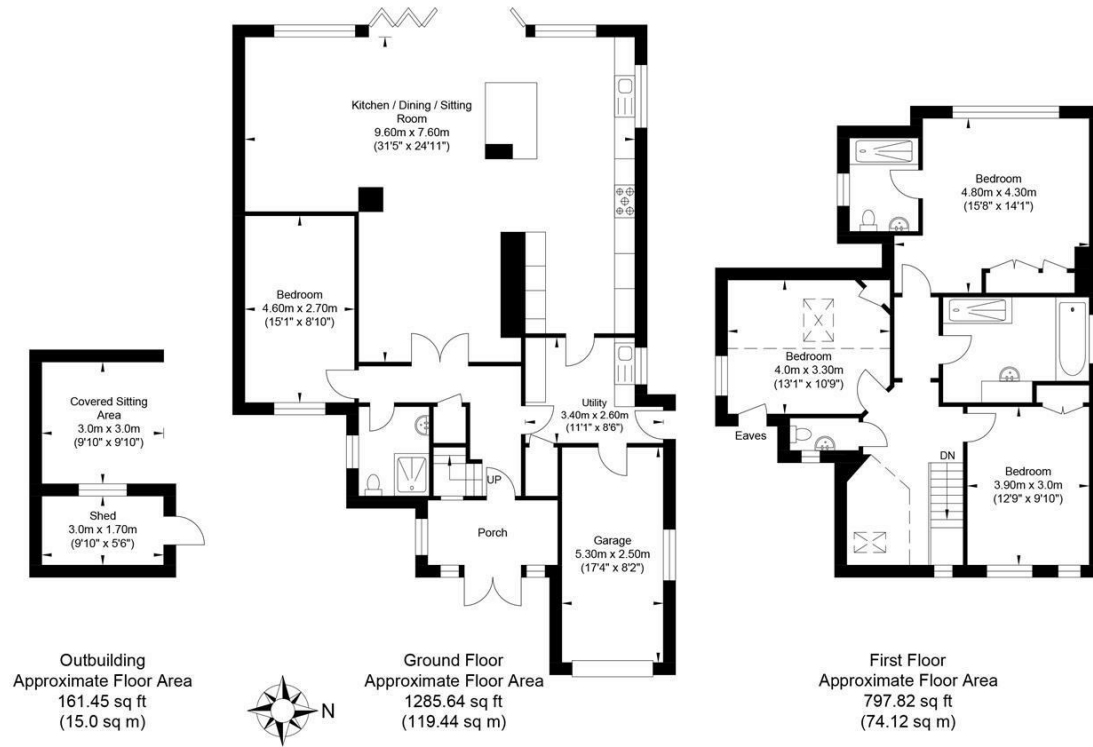 Kitchen / Dining / Sitting
Room
9.60m x 7.60m
(31'5" x 24'11")
Bedroom
4.60m x 2.70m
(15'1" x 8'10")
Utility
3.40m x 2.60m
(11'1" x 8'6")
UP
Porch
Garage
5.30m x 2.50m
(17'4" x 8'2")
Covered Sitting
Area
3.0m x 3.0m
(9'10" x 9'10")
Shed
3.0m x 1.70m
(9'10" x 5'6")
Bedroom
4.80m x 4.30m
(15'8" x 14'1")
Bedroom
4.0m x 3.30m
(13'1" x 10'9")
Eaves
DN
Bedroom
3.90m x 3.0m
(12'9" x 9'10")
Outbuilding
Approximate Floor Area
161.45 sq ft
(15.0 sq m)
N
Ground Floor
Approximate Floor Area
1285.64 sq ft
(119.44 sq m)
First Floor
Approximate Floor Area
797.82 sq ft
(74.12 sq m)